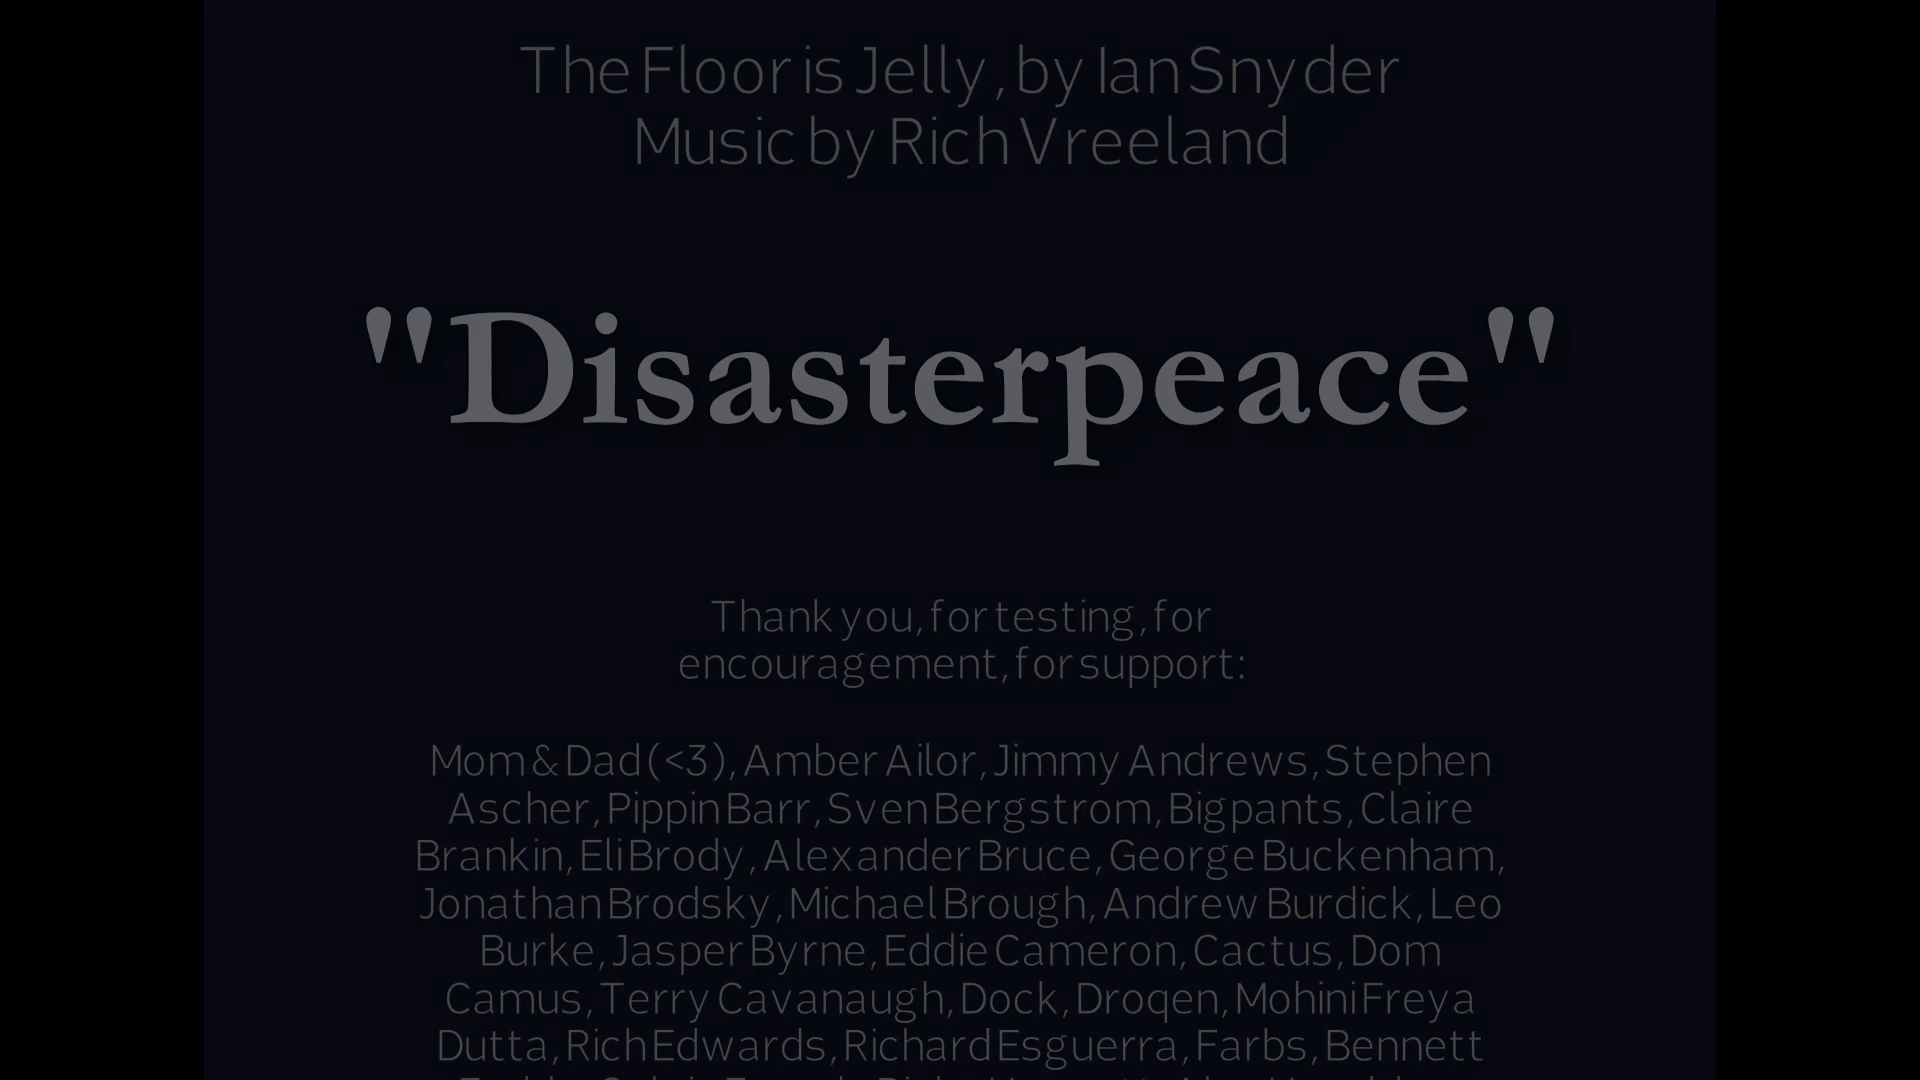 The Floor is Jelly, by Ian Snyder
Music by Rich Vreeland
"Disasterpeace"
Thank you, for testing, for
encouragement, for support:
Mom & Dad (<3), Amber Ailor, Jimmy Andrews, Stephen
Ascher, Pippin Barr, Sven Bergstrom, Bigpants, Claire
Brankin, Eli Brody, Alexander Bruce, George Buckenham,
Jonathan Brodsky, Michael Brough, Andrew Burdick, Leo
Burke, Jasper Byrne, Eddie Cameron, Cactus, Dom
Camus, Terry Cavanaugh, Dock, Droqen, Mohini Freya
Dutta, Rich Edwards, Richard Esguerra, Farbs, Bennett